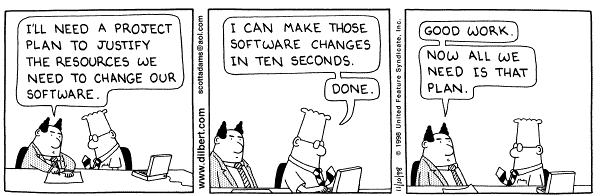 I'LL NEED A PROJECT
PLAN TO JUSTIFY
THE RESOURCES WE
NEED TO CHANGE OUR
SOFTWARE.
www.dilbert.com
scottadams@aol.com
I CAN MAKE THOSE
SOFTWARE CHANGES
IN TEN SECONDS.
DONE.
11/10/98 © 1998 United Feature Syndicate, Inc.
GOOD WORK.
NOW ALL WE
NEED IS THAT
PLAN.